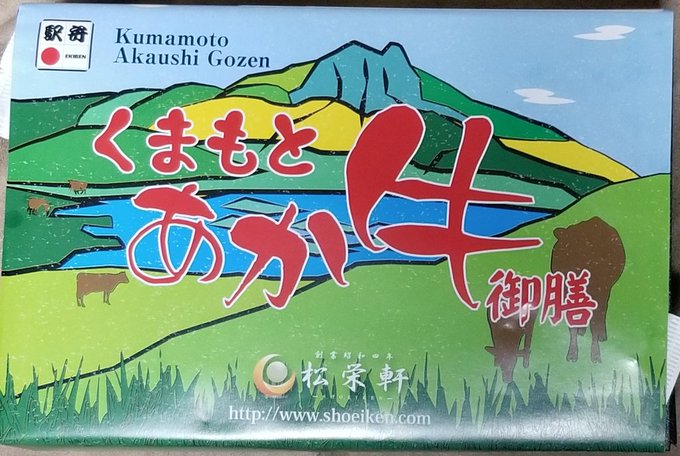 駅弁
EKIBEN
Kumamoto
Akaushi Gozen
くまもと
あか牛
御膳
創業昭和四年
松栄軒
http://www.shoeiken.com